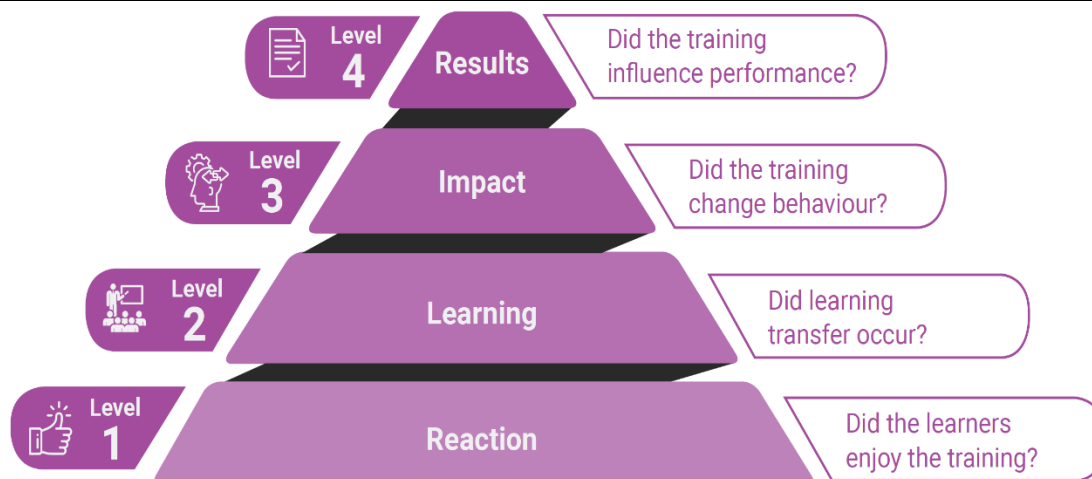 Level
4
Results
Did the training
influence performance?
Level
3
Impact
Did the training
change behaviour?
Level
2
Learning
Did learning
transfer occur?
Level
1
Reaction
Did the learners
enjoy the training?